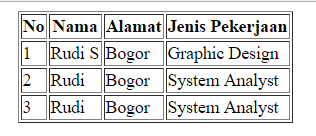 No Nama Alamat Jenis Pekerjaan
1 Rudi S Bogor Graphic Design
2 Rudi Bogor System Analyst
3 Rudi Bogor System Analyst